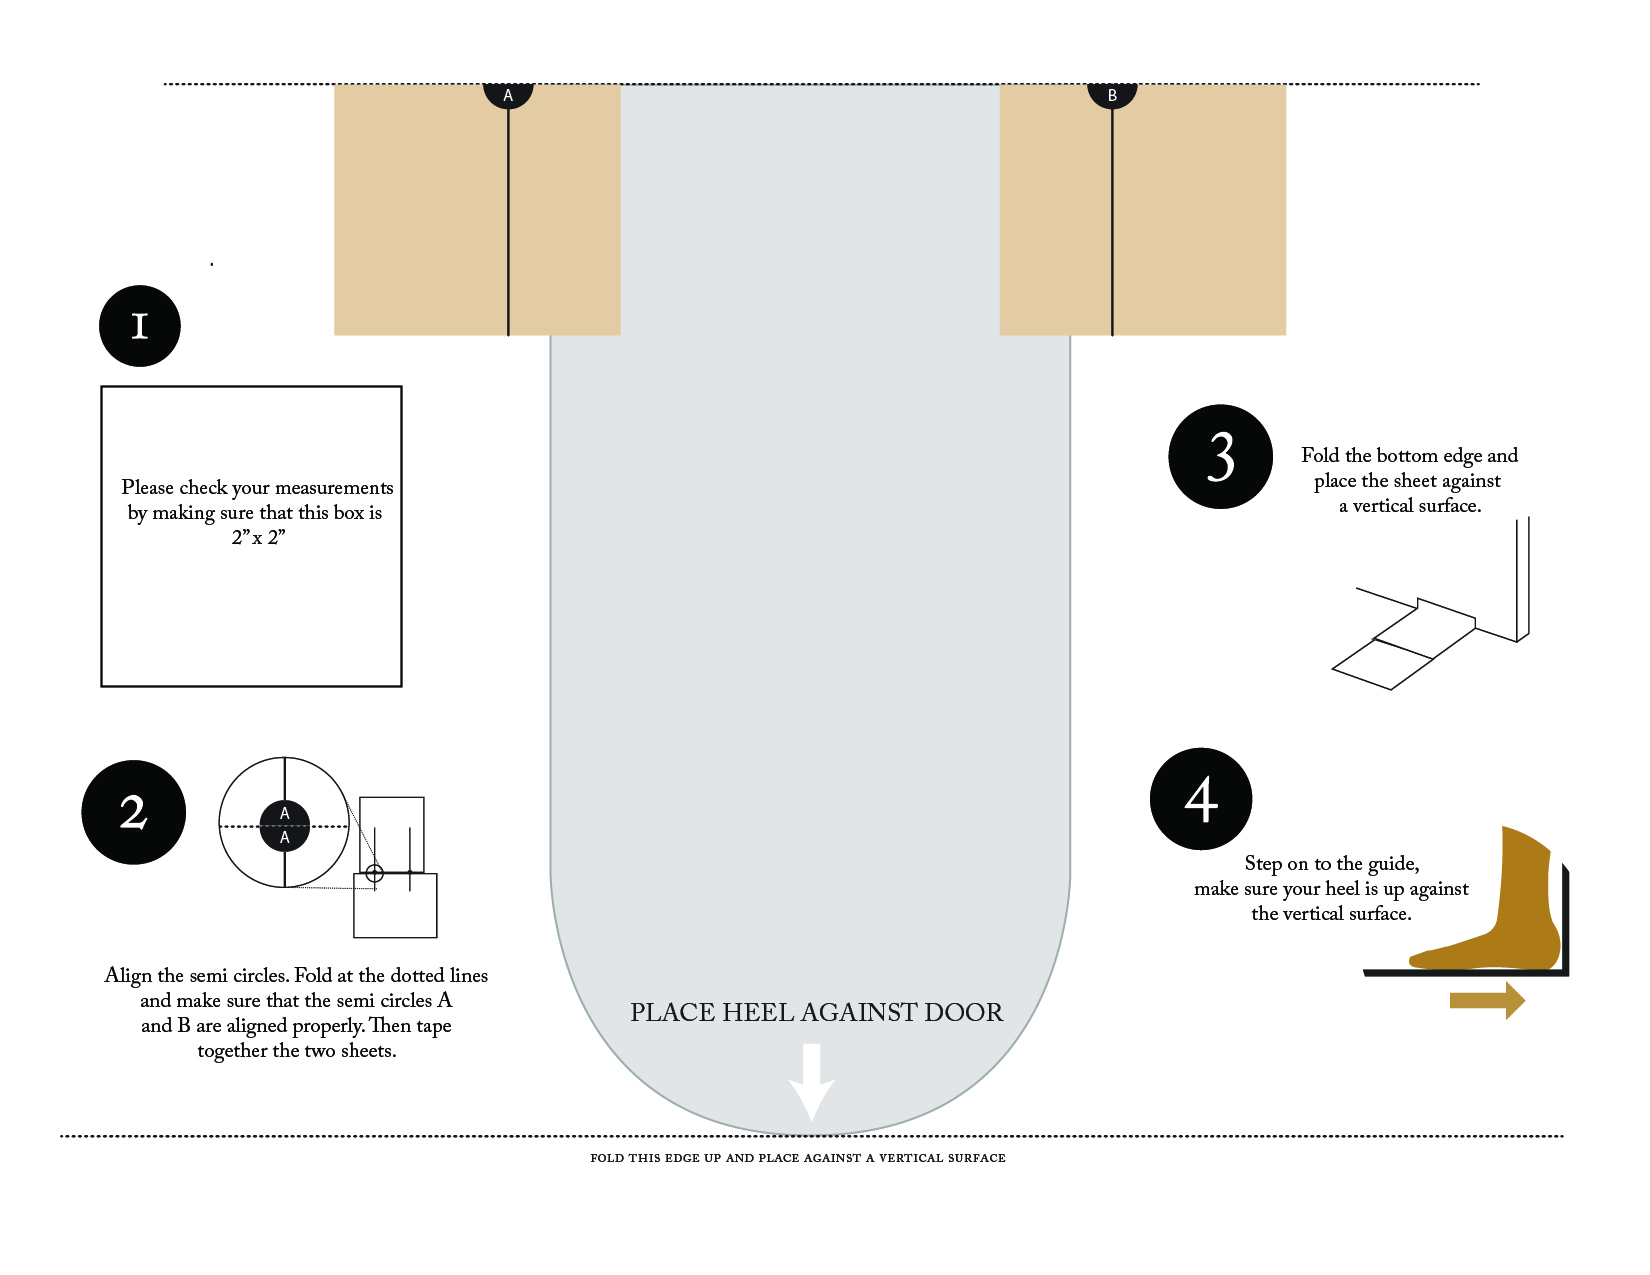 A
B
1
Please check your measurements
by making sure that this box is
2” x 2”
2
A
A
Align the semi circles. Fold at the dotted lines
and make sure that the semi circles A
and B are aligned properly. Then tape
together the two sheets.
3
Fold the bottom edge and
place the sheet against
a vertical surface.
4
Step on to the guide,
make sure your heel is up against
the vertical surface.
PLACE HEEL AGAINST DOOR
FOLD THIS EDGE UP AND PLACE AGAINST A VERTICAL SURFACE